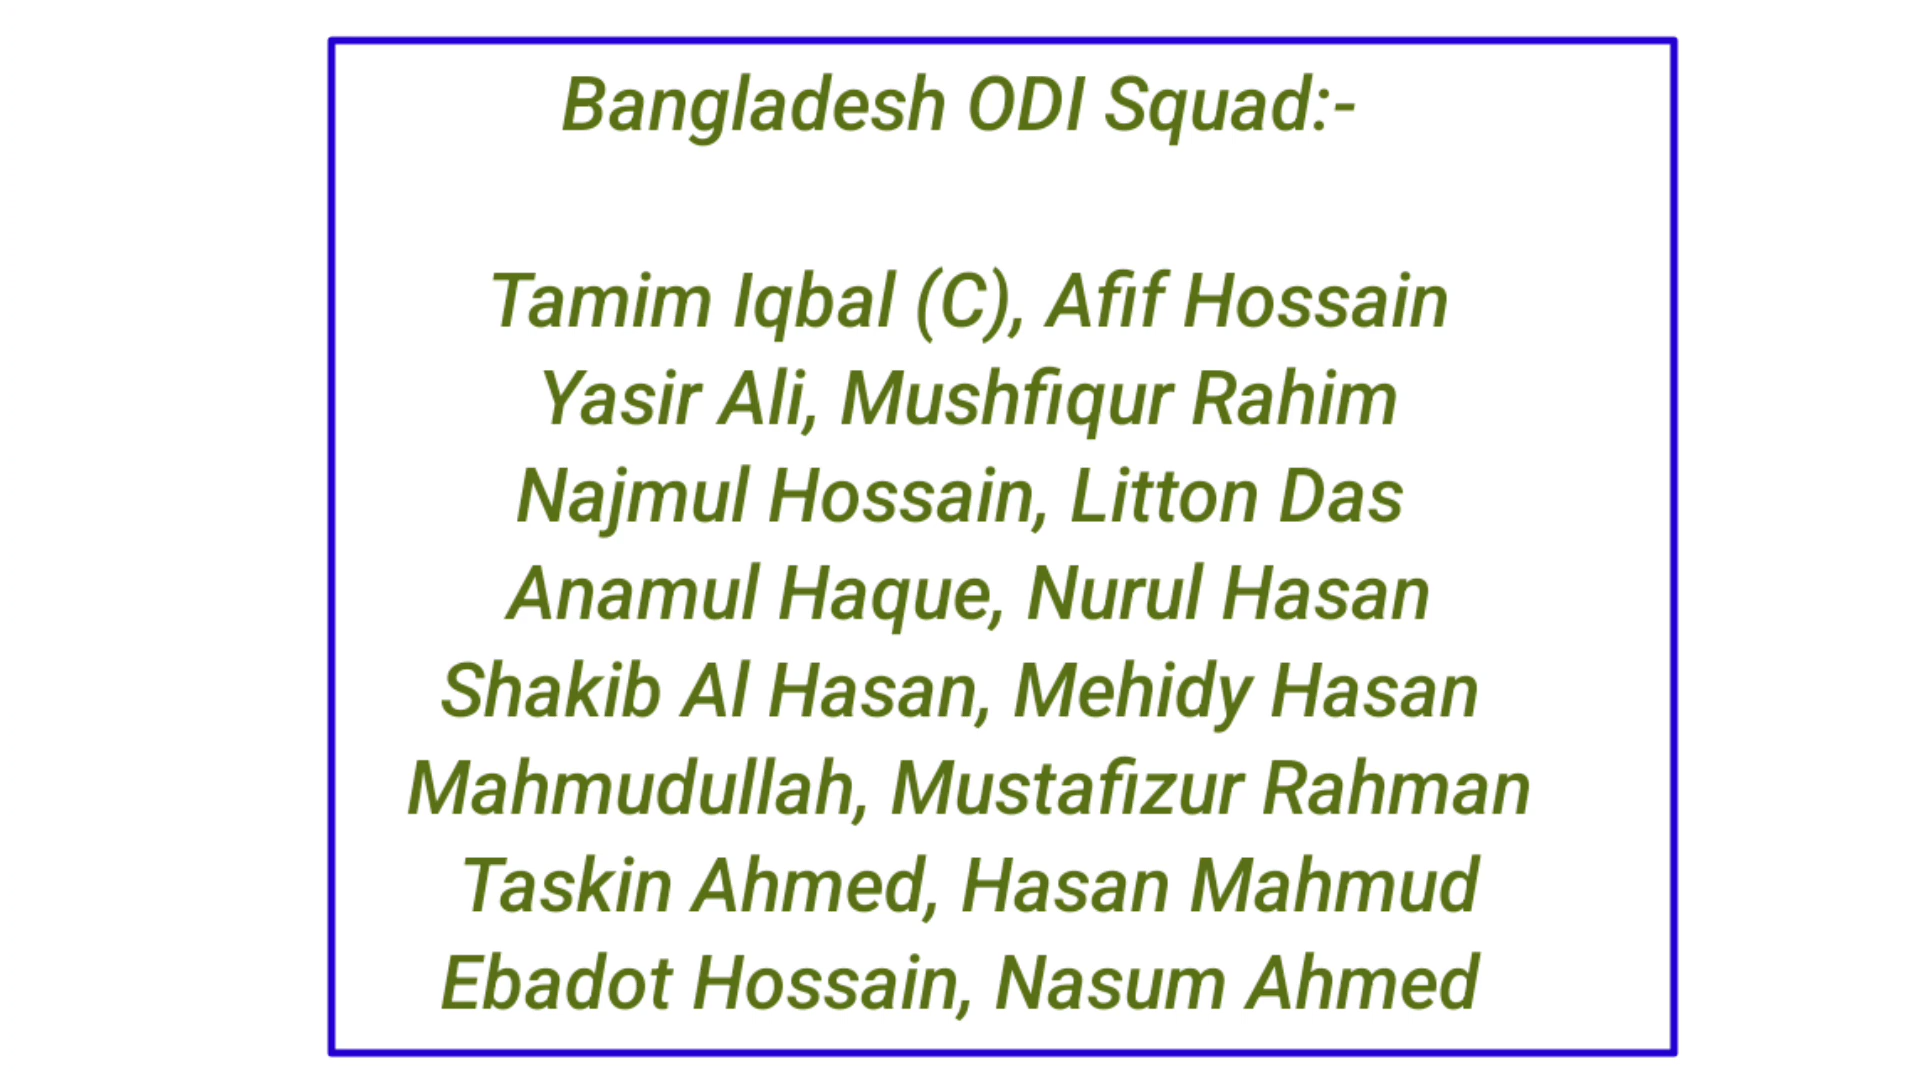 Bangladesh ODI Squad:-
Tamim Iqbal (C), Afif Hossain
Yasir Ali, Mushfiqur Rahim
Najmul Hossain, Litton Das
Anamul Haque, Nurul Hasan
Shakib Al Hasan, Mehidy Hasan
Mahmudullah, Mustafizur Rahman
Taskin Ahmed, Hasan Mahmud
Ebadot Hossain, Nasum Ahmed